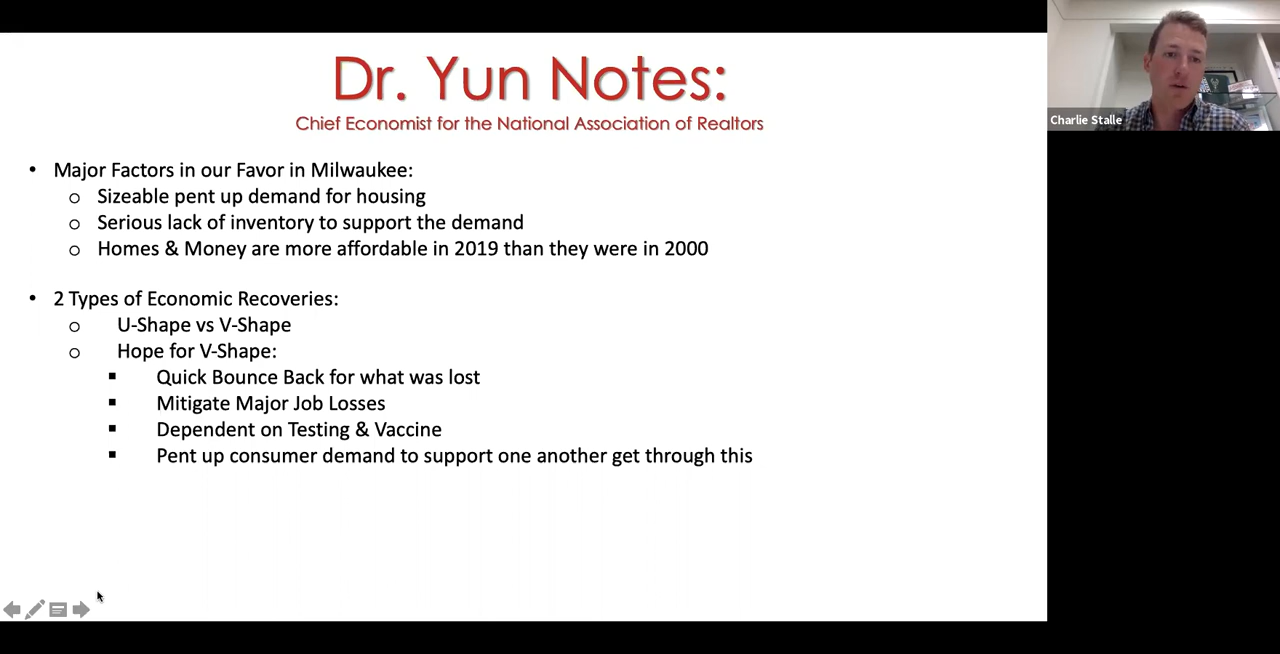 Dr. Yun Notes:
Chief Economist for the National Association of Realtors
Charlie Stalle
• Major Factors in our Favor in Milwaukee:
o Sizeable pent up demand for housing
o Serious lack of inventory to support the demand
o Homes & Money are more affordable in 2019 than they were in 2000
• 2 Types of Economic Recoveries:
o U-Shape vs V-Shape
o Hope for V-Shape:
▪ Quick Bounce Back for what was lost
▪ Mitigate Major Job Losses
▪ Dependent on Testing & Vaccine
▪ Pent up consumer demand to support one another get through this